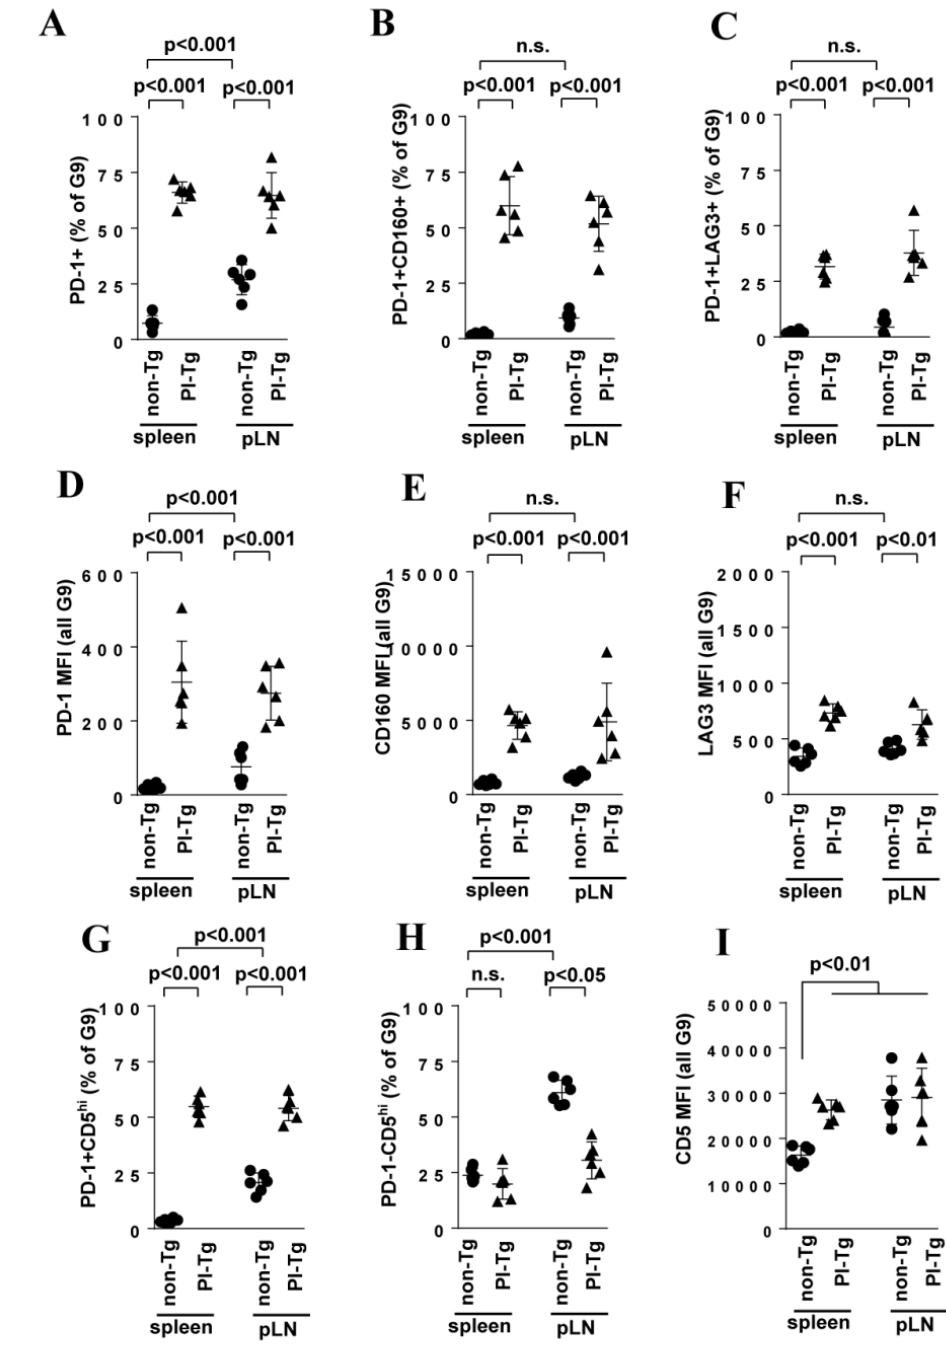 A
p<0.001
p<0.001 p<0.001
PD-1+ (% of G9)
100
75
50
25
0
non-Tg PI-Tg non-Tg PI-Tg
spleen pLN
B
n.s.
p<0.001 p<0.001
PD-1+CD160+ (% of G9)
100
75
50
25
0
non-Tg PI-Tg non-Tg PI-Tg
spleen pLN
C
n.s.
p<0.001 p<0.001
PD-1+LAG3+ (% of G9)
100
75
50
25
0
non-Tg PI-Tg non-Tg PI-Tg
spleen pLN
D
p<0.001
p<0.001 p<0.001
PD-1 MFI (all G9)
600
400
200
0
non-Tg PI-Tg non-Tg PI-Tg
spleen pLN
E
n.s.
p<0.001 p<0.001
CD160 MFI (all G9)
15000
10000
5000
0
non-Tg PI-Tg non-Tg PI-Tg
spleen pLN
F
n.s.
p<0.001 p<0.01
LAG3 MFI (all G9)
2000
1500
1000
500
0
non-Tg PI-Tg non-Tg PI-Tg
spleen pLN
G
p<0.001
p<0.001 p<0.001
PD-1+CD5hi (% of G9)
100
75
50
25
0
non-Tg PI-Tg non-Tg PI-Tg
spleen pLN
H
p<0.001
n.s. p<0.05
PD-1-CD5hi (% of G9)
100
75
50
25
0
non-Tg PI-Tg non-Tg PI-Tg
spleen pLN
I
p<0.01
CD5 MFI (all G9)
50000
40000
30000
20000
10000
0
non-Tg PI-Tg non-Tg PI-Tg
spleen pLN